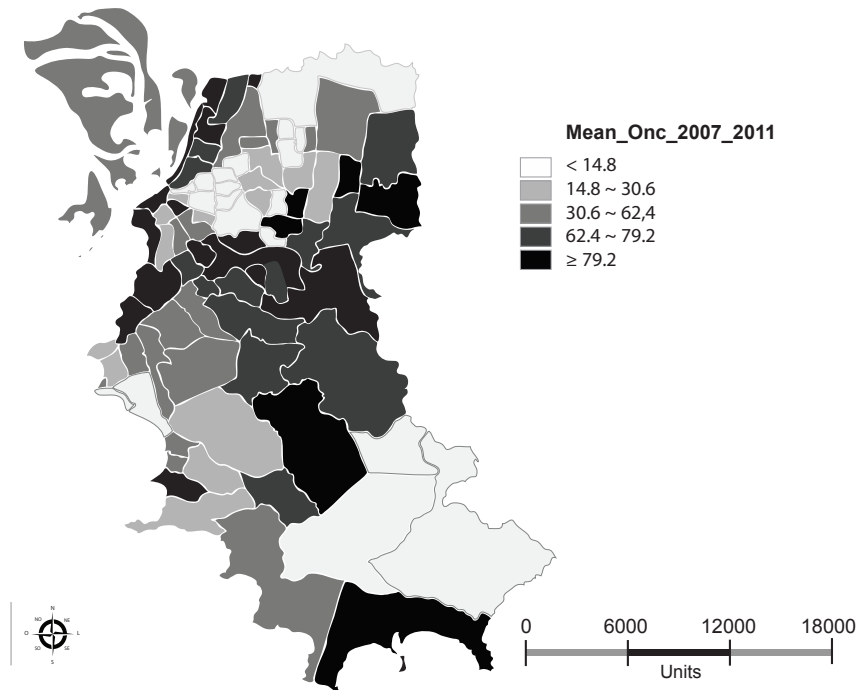 Mean_Onc_2007_2011
< 14.8
14.8 ~ 30.6
30.6 ~ 62,4
62.4 ~ 79.2
≥ 79.2
N
NO NE
O L
SO SE
S
0 6000 12000 18000
Units